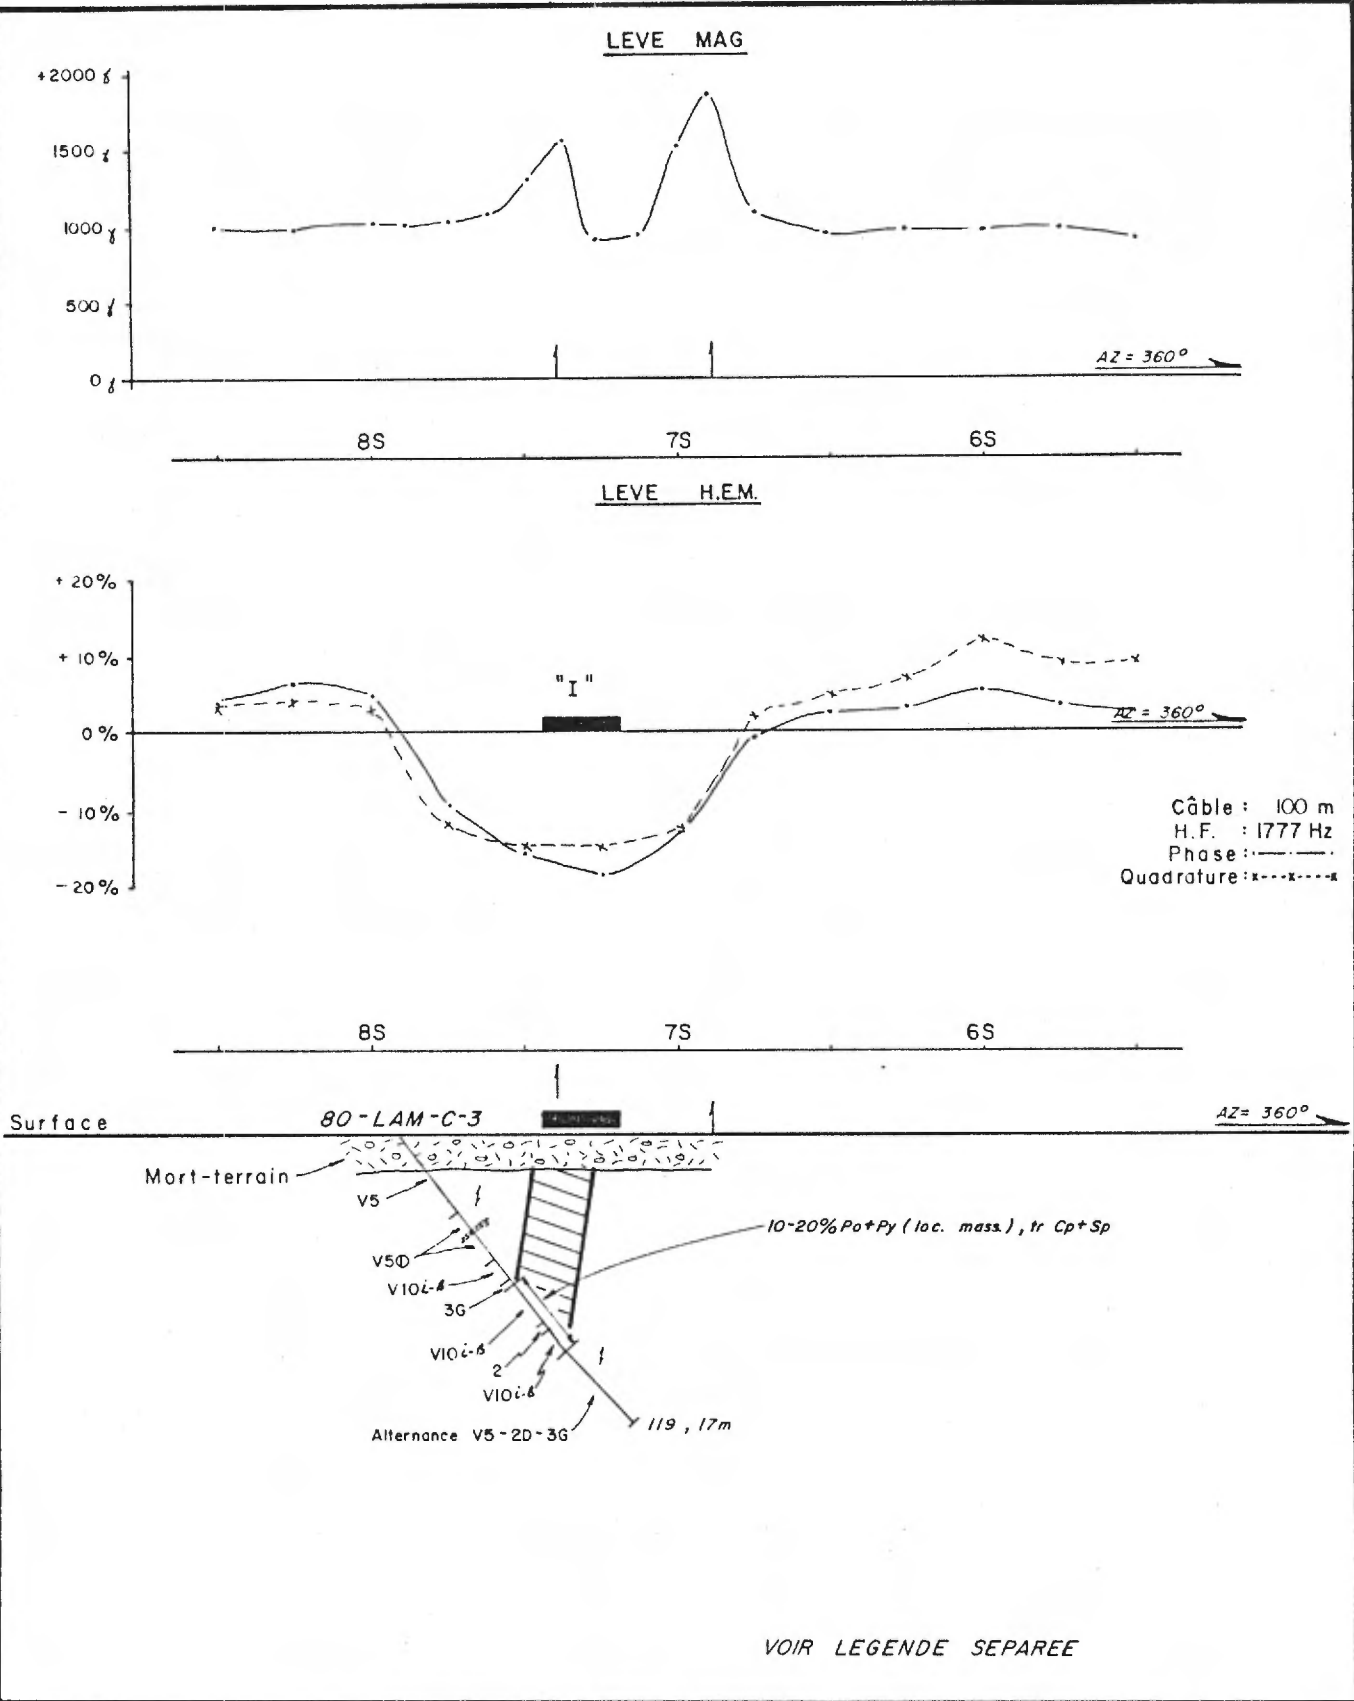 LEVE MAG
+2000 γ
1500 γ
1000 γ
500 γ
0 γ
AZ = 360°
8S 7S 6S
LEVE H.E.M.
+ 20%
+ 10%
"I"
0 %
AZ = 360°
- 10%
- 20%
Câble : 100 m
H.F. : 1777 Hz
Phase :
Quadrature :
8S 7S 6S
Surface
80-LAM-C-3
AZ= 360°
Mort-terrain
V5
10-20% Po+Py (loc. mass.), tr Cp+Sp
V5Φ
V10i-B
3G
V10i-B
2
V10i-B
Alternance V5-2D-3G
119,17m
VOIR LEGENDE SEPAREE